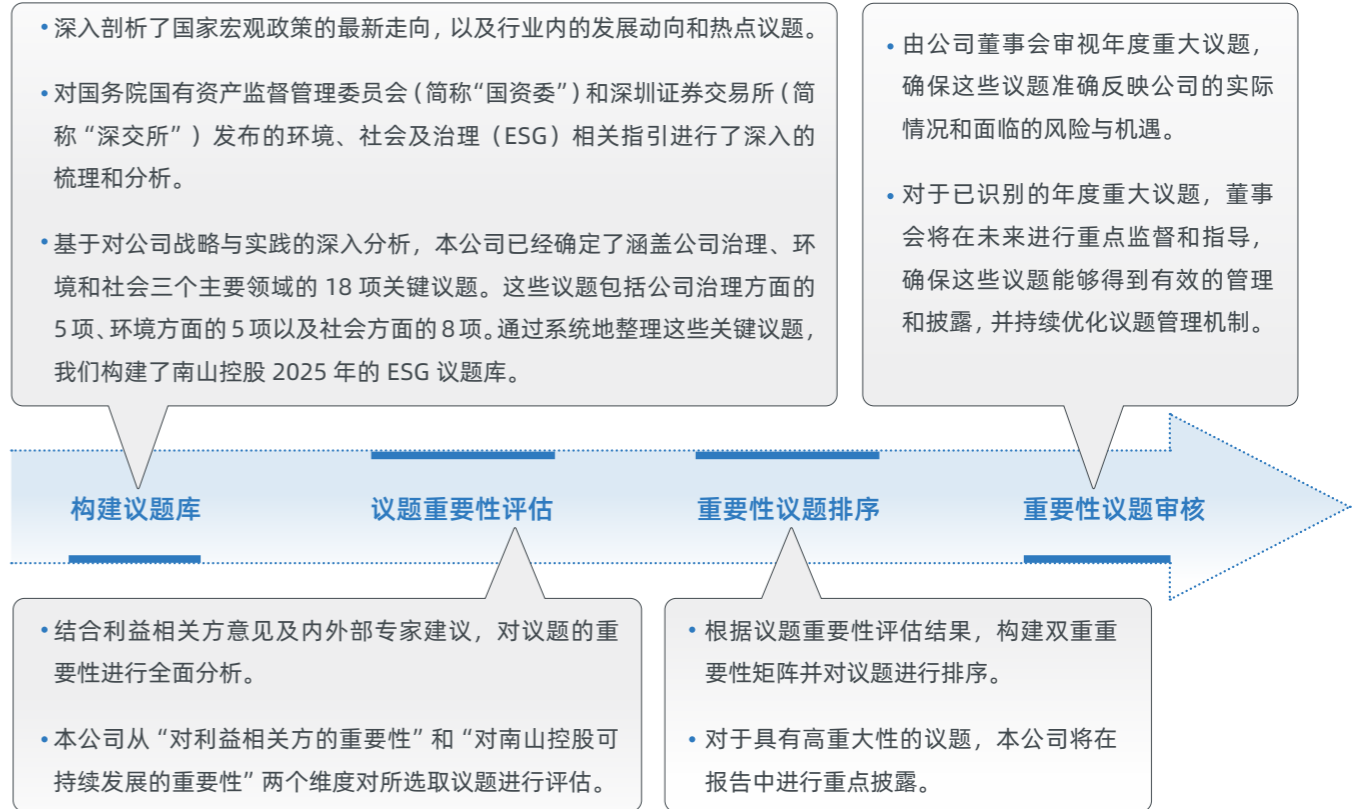 •深入剖析了国家宏观政策的最新走向，以及行业内的发展动向和热点议题。
•对国务院国有资产监督管理委员会（简称“国资委”）和深圳证券交易所（简
称“深交所”）发布的环境、社会及治理（ESG）相关指引进行了深入的
梳理和分析。
•基于对公司战略与实践的深入分析，本公司已经确定了涵盖公司治理、环
境和社会三个主要领域的 18 项关键议题。这些议题包括公司治理方面的
5项、环境方面的5项以及社会方面的8项。通过系统地整理这些关键议题，
我们构建了南山控股 2025 年的 ESG 议题库。
•由公司董事会审视年度重大议题，
确保这些议题准确反映公司的实际
情况和面临的风险与机遇。
•对于已识别的年度重大议题，董事
会将在未来进行重点监督和指导，
确保这些议题能够得到有效的管理
和披露，并持续优化议题管理机制。
构建议题库
议题重要性评估
重要性议题排序
重要性议题审核
•结合利益相关方意见及内外部专家建议，对议题的重
要性进行全面分析。
•本公司从“对利益相关方的重要性”和“对南山控股可
持续发展的重要性”两个维度对所选取议题进行评估。
•根据议题重要性评估结果，构建双重重
要性矩阵并对议题进行排序。
•对于具有高重大性的议题，本公司将在
报告中进行重点披露。